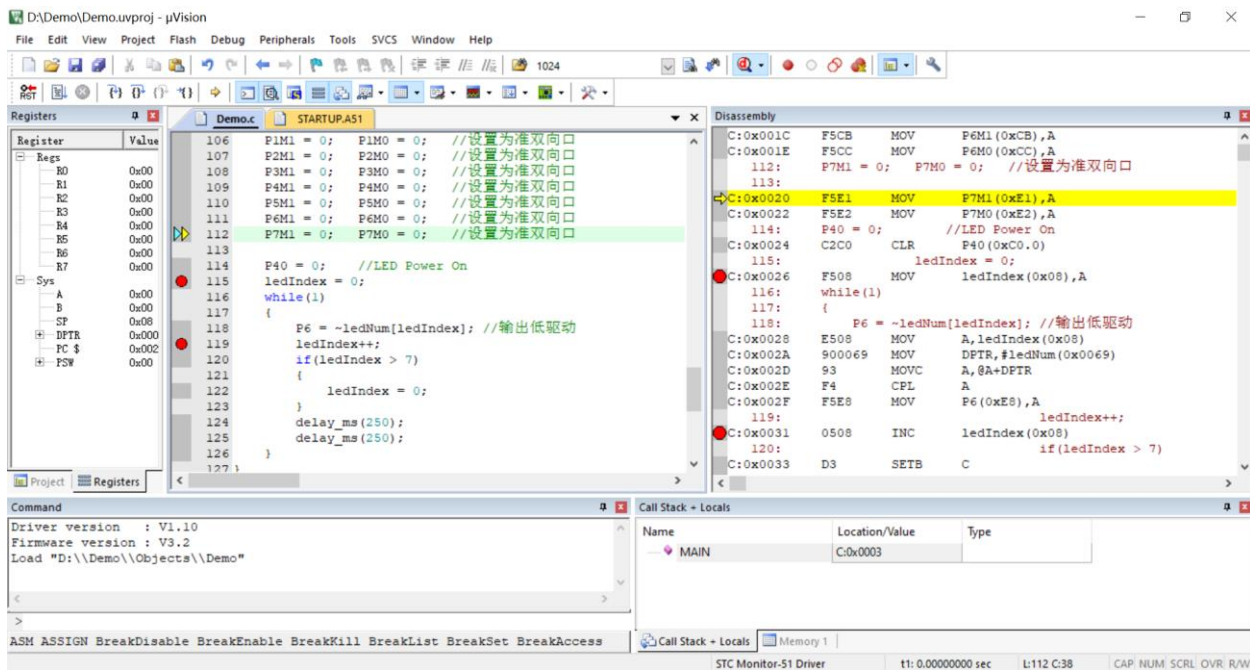 D:\Demo\Demo.uvproj - µVision
File Edit View Project Flash Debug Peripherals Tools SVCS Window Help
1024
RST
Registers
Register Value
Regs
R0 0x00
R1 0x00
R2 0x00
R3 0x00
R4 0x00
R5 0x00
R6 0x00
R7 0x00
Sys
A 0x00
B 0x00
SP 0x08
DPTR 0x000
PC $ 0x002
PSW 0x00
Project Registers
Demo.c STARTUP.A51
106 P1M1 = 0; P1M0 = 0; //设置为准双向口
107 P2M1 = 0; P2M0 = 0; //设置为准双向口
108 P3M1 = 0; P3M0 = 0; //设置为准双向口
109 P4M1 = 0; P4M0 = 0; //设置为准双向口
110 P5M1 = 0; P5M0 = 0; //设置为准双向口
111 P6M1 = 0; P6M0 = 0; //设置为准双向口
112 P7M1 = 0; P7M0 = 0; //设置为准双向口
113
114 P40 = 0; //LED Power On
115 ledIndex = 0;
116 while(1)
117 {
118 P6 = ~ledNum[ledIndex]; //输出低驱动
119 ledIndex++;
120 if(ledIndex > 7)
121 {
122 ledIndex = 0;
123 }
124 delay_ms(250);
125 delay_ms(250);
126 }
127 }
Disassembly
C:0x001C F5CB MOV P6M1(0xCB),A
C:0x001E F5CC MOV P6M0(0xCC),A
112: P7M1 = 0; P7M0 = 0; //设置为准双向口
113:
C:0x0020 F5E1 MOV P7M1(0xE1),A
C:0x0022 F5E2 MOV P7M0(0xE2),A
114: P40 = 0; //LED Power On
C:0x0024 C2C0 CLR P40(0xC0.0)
115: ledIndex = 0;
C:0x0026 F508 MOV ledIndex(0x08),A
116: while(1)
117: {
118: P6 = ~ledNum[ledIndex]; //输出低驱动
C:0x0028 E508 MOV A,ledIndex(0x08)
C:0x002A 900069 MOV DPTR,#ledNum(0x0069)
C:0x002D 93 MOVC A,@A+DPTR
C:0x002E F4 CPL A
C:0x002F F5E8 MOV P6(0xE8),A
119: ledIndex++;
C:0x0031 0508 INC ledIndex(0x08)
120: if(ledIndex > 7)
C:0x0033 D3 SETB C
Command
Driver version : V1.10
Firmware version : V3.2
Load "D:\\Demo\\Objects\\Demo"
>
ASM ASSIGN BreakDisable BreakEnable BreakKill BreakList BreakSet BreakAccess
Call Stack + Locals
Name Location/Value Type
MAIN C:0x0003
Call Stack + Locals Memory 1
STC Monitor-51 Driver t1: 0.00000000 sec L:112 C:38 CAP NUM SCRL OVR R/W